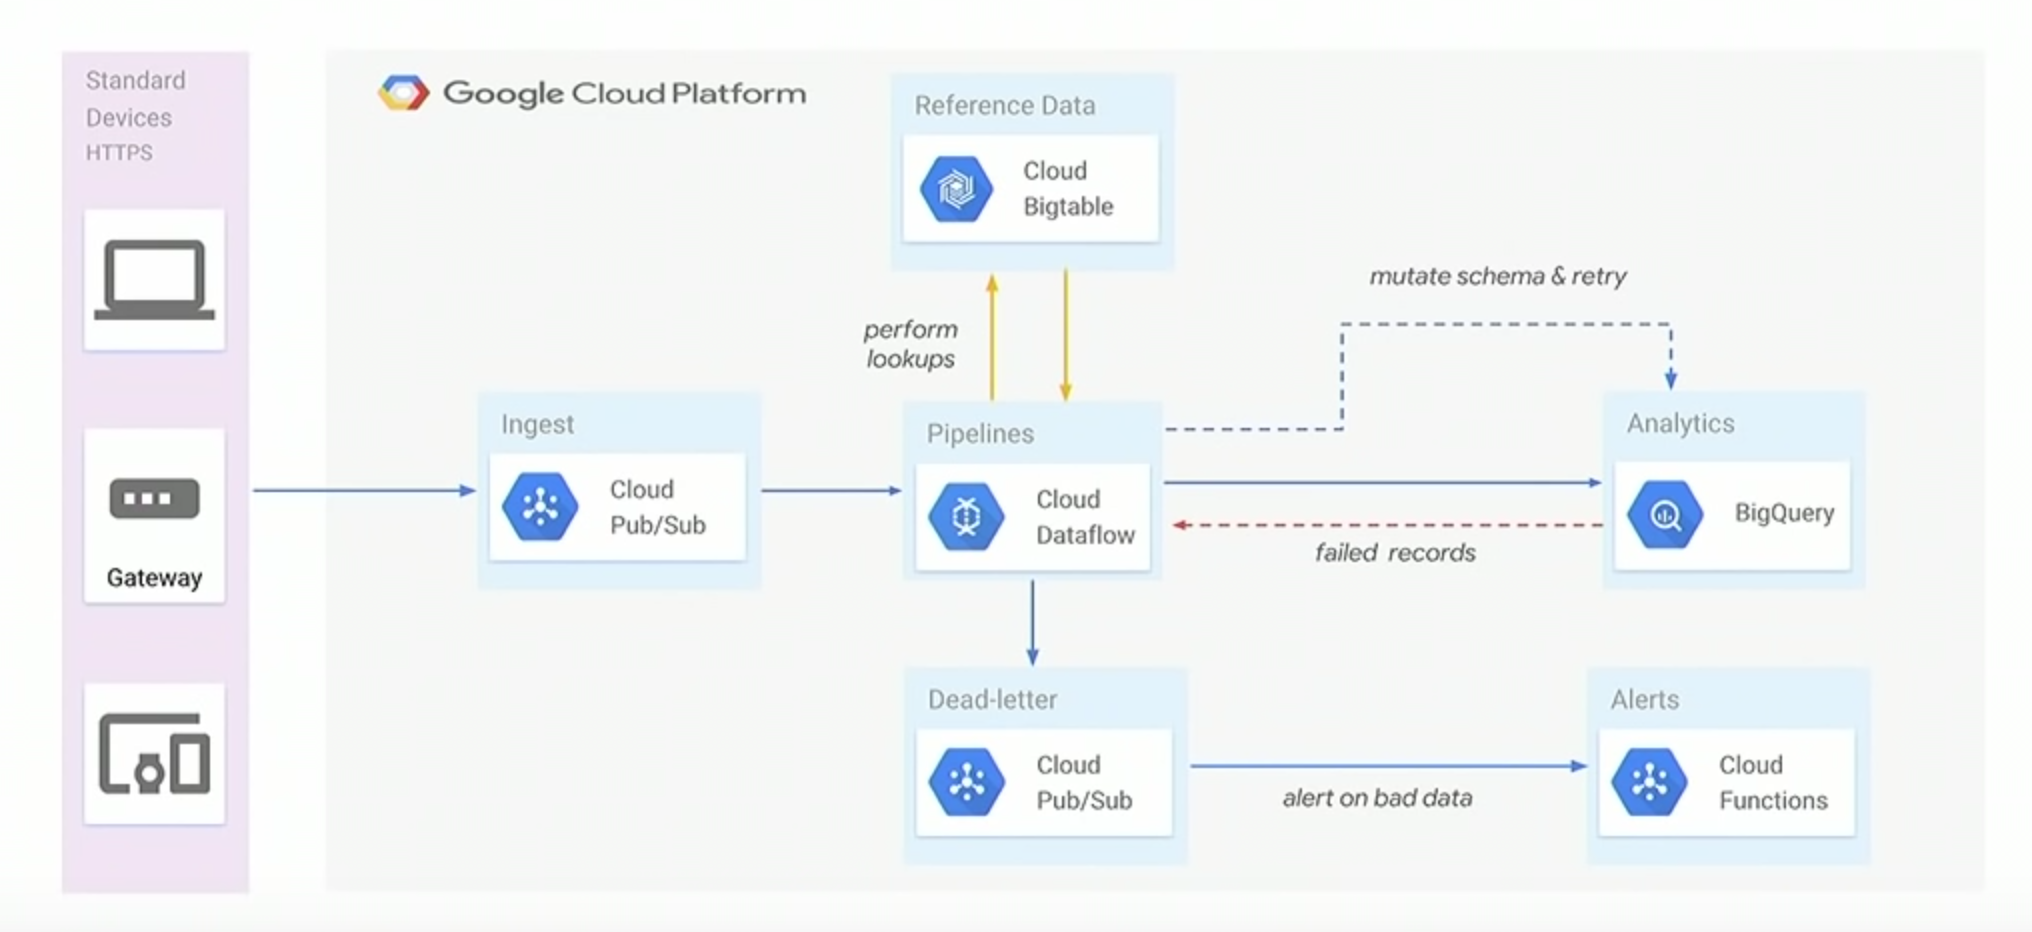 Standard
Devices
HTTPS
Gateway
Google Cloud Platform
Reference Data
Cloud
Bigtable
perform
lookups
mutate schema & retry
Ingest
Cloud
Pub/Sub
Pipelines
Cloud
Dataflow
Analytics
BigQuery
failed records
Dead-letter
Cloud
Pub/Sub
alert on bad data
Alerts
Cloud
Functions